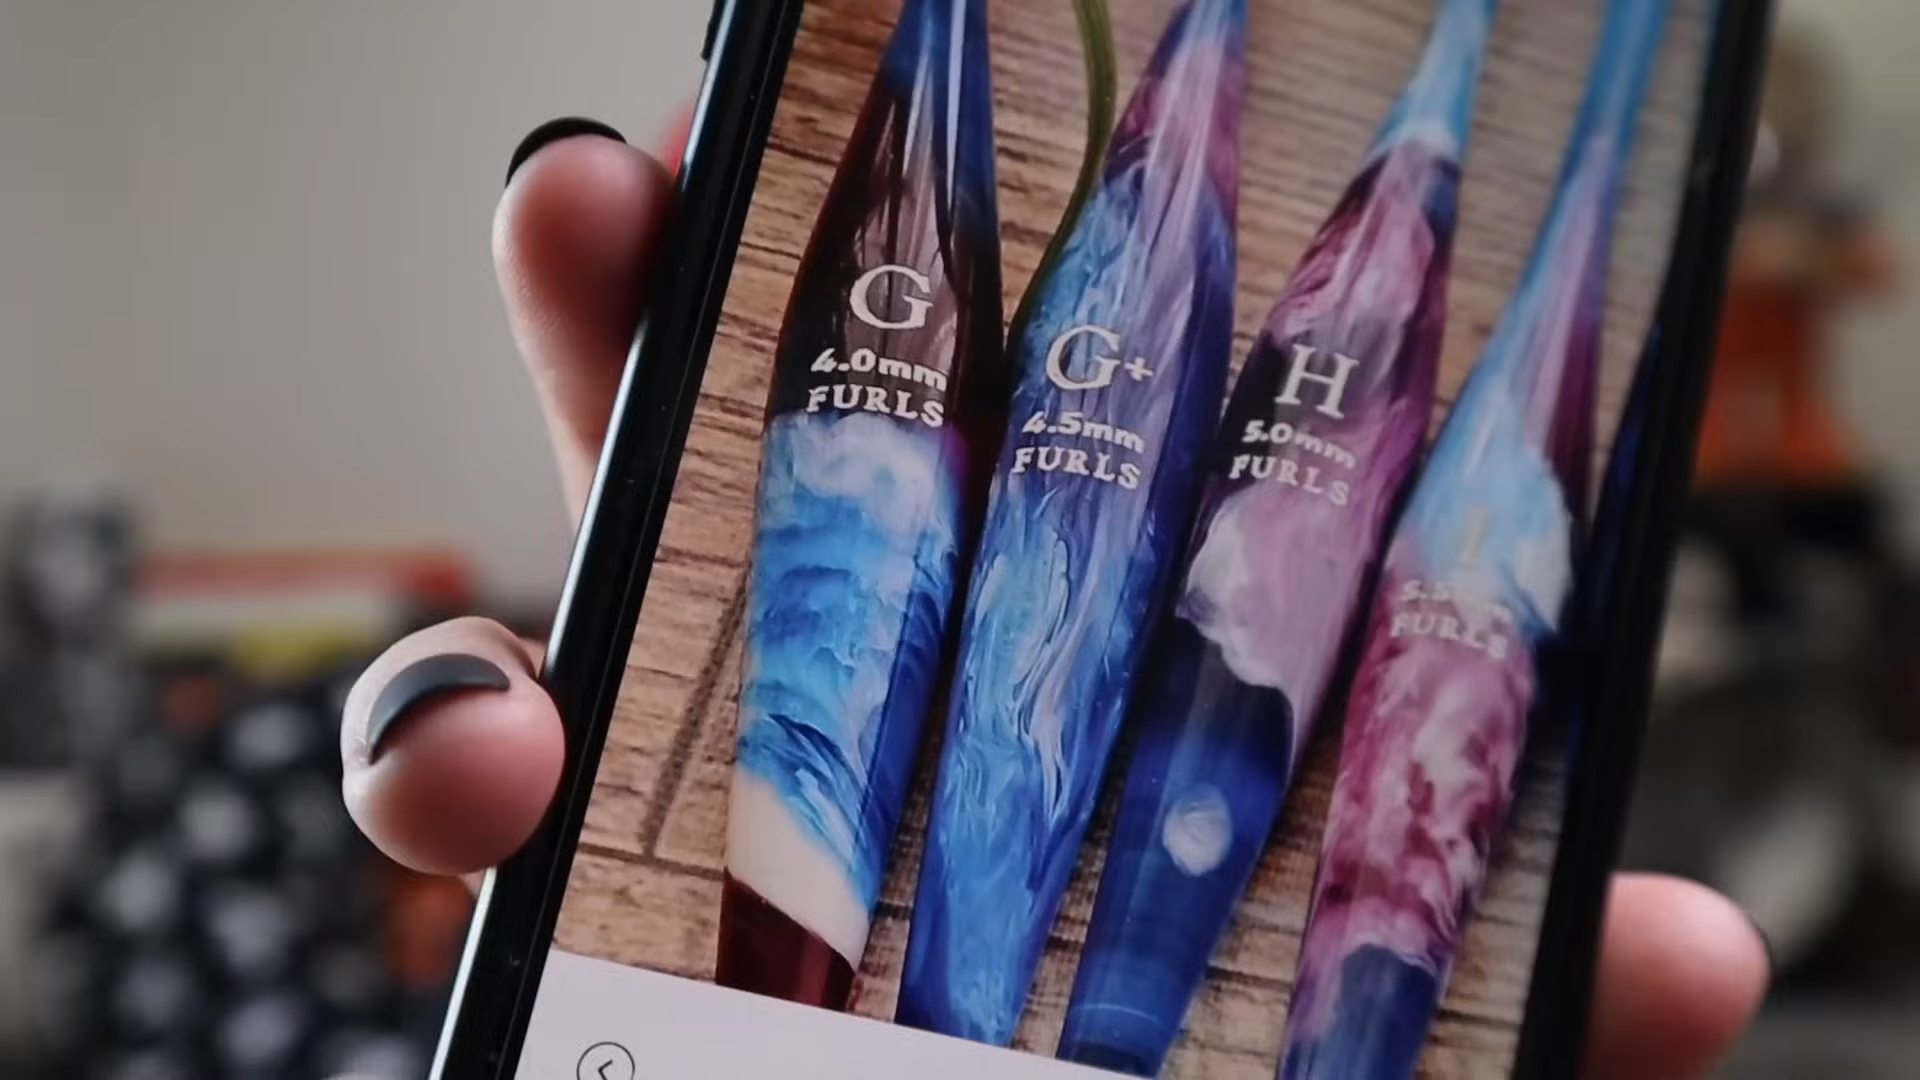 G
4.0mm
FURLS
G+
4.5mm
FURLS
H
5.0mm
FURLS
I
FURLS